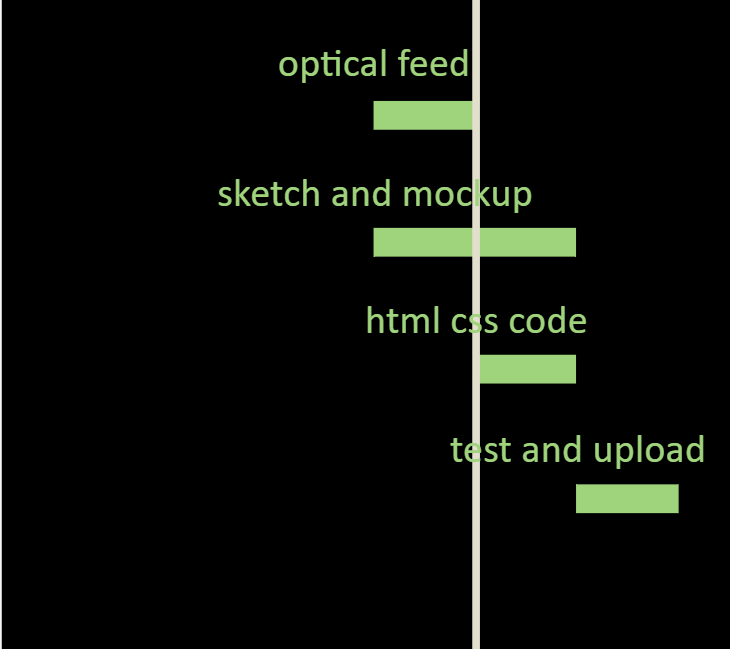 optical feed
sketch and mockup
html css code
test and upload